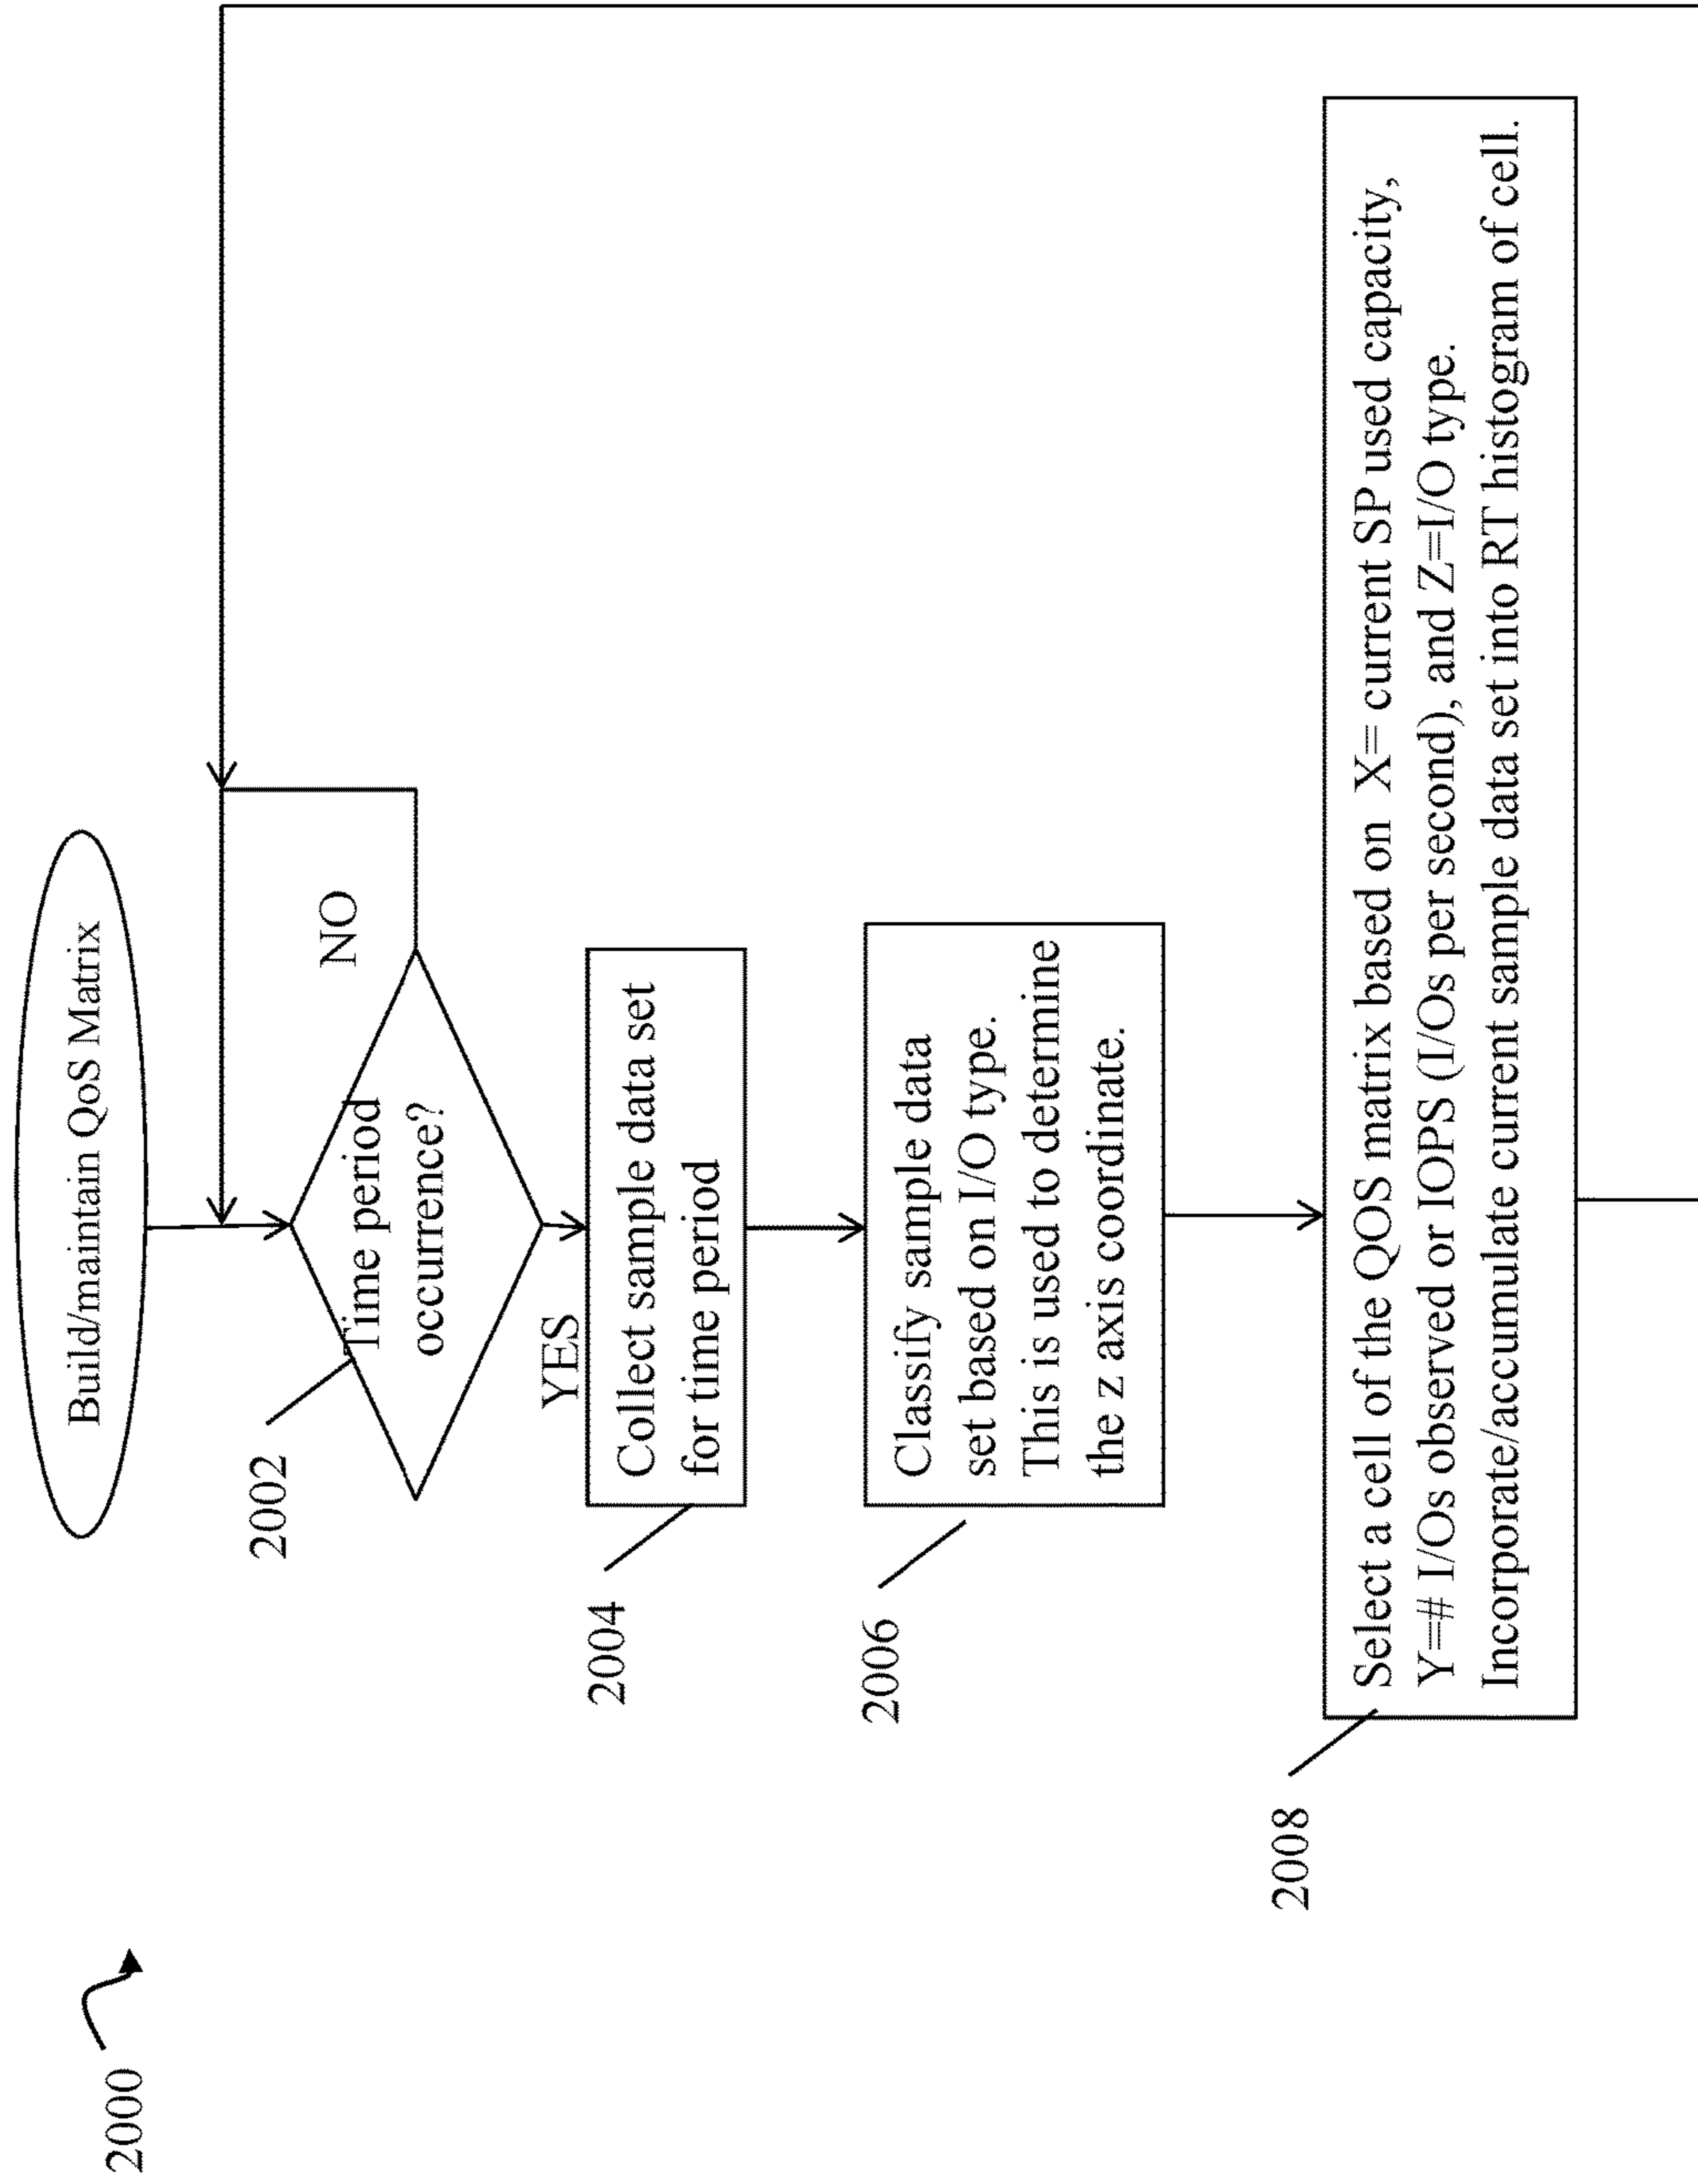 2000
Build/maintain QoS Matrix
2002
Time period
occurrence?
NO
YES
2004
Collect sample data set
for time period
2006
Classify sample data
set based on I/O type.
This is used to determine
the z axis coordinate.
2008
Select a cell of the QOS matrix based on X= current SP used capacity,
Y=# I/Os observed or IOPS (I/Os per second), and Z=I/O type.
Incorporate/accumulate current sample data set into RT histogram of cell.